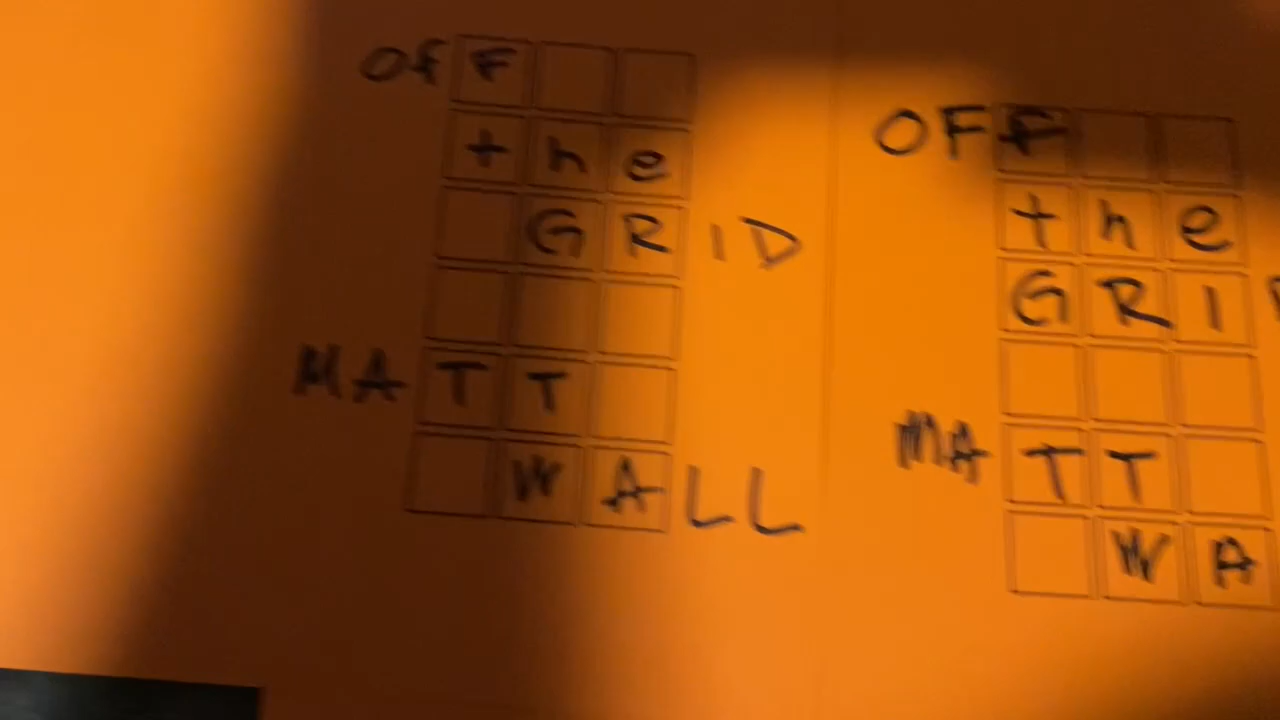 OfF
the
GRID
MATT
WALL
OFF
the
GRI
MATT
WA